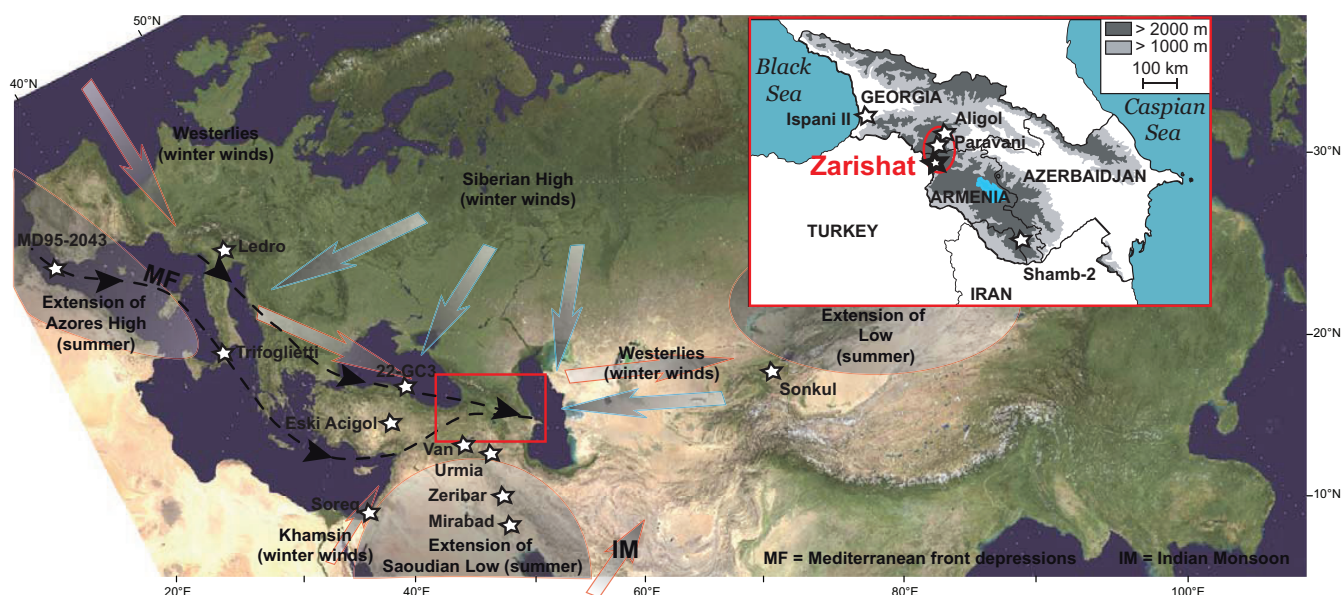 50°N
40°N
Westerlies
(winter winds)
Siberian High
(winter winds)
MD95-2043
Ledro
MF
Extension of
Azores High
(summer)
Trifoglietti
22-GC3
Eski Acigol
Van
Urmia
Zeribar
Mirabad
Soreq
Khamsin
(winter winds)
Extension of
Saoudian Low (summer)
IM
Westerlies
(winter winds)
Sonkul
Extension of
Low
(summer)
MF = Mediterranean front depressions
IM = Indian Monsoon
30°N
20°N
10°N
20°E
40°E
60°E
80°E
100°E
> 2000 m
> 1000 m
100 km
Black
Sea
GEORGIA
Ispani II
Aligol
Paravani
Caspian
Sea
Zarishat
AZERBAIDJAN
ARMENIA
TURKEY
Shamb-2
IRAN